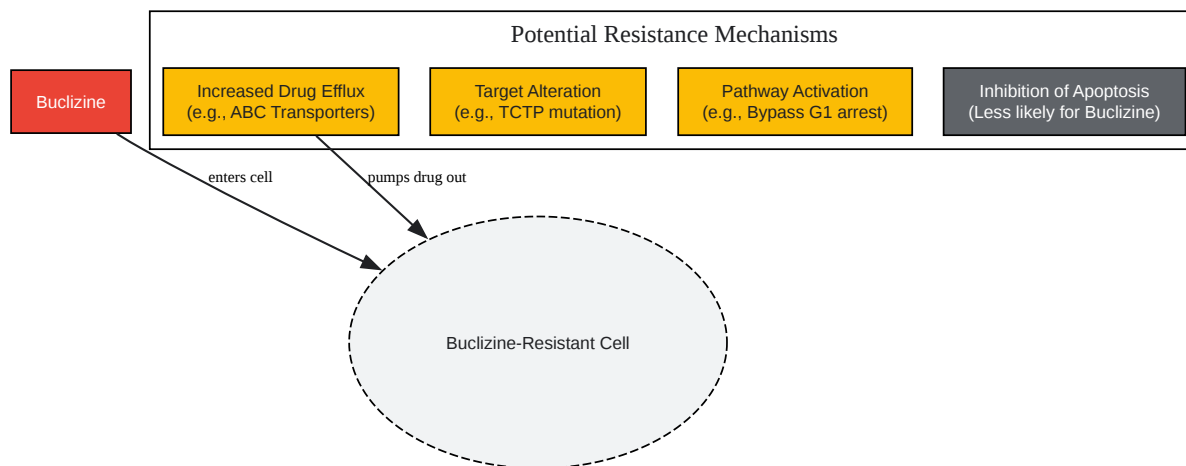 Potential Resistance Mechanisms
Buclizine
Increased Drug Efflux
(e.g., ABC Transporters)
Target Alteration
(e.g., TCTP mutation)
Pathway Activation
(e.g., Bypass G1 arrest)
Inhibition of Apoptosis
(Less likely for Buclizine)
enters cell
pumps drug out
Buclizine-Resistant Cell